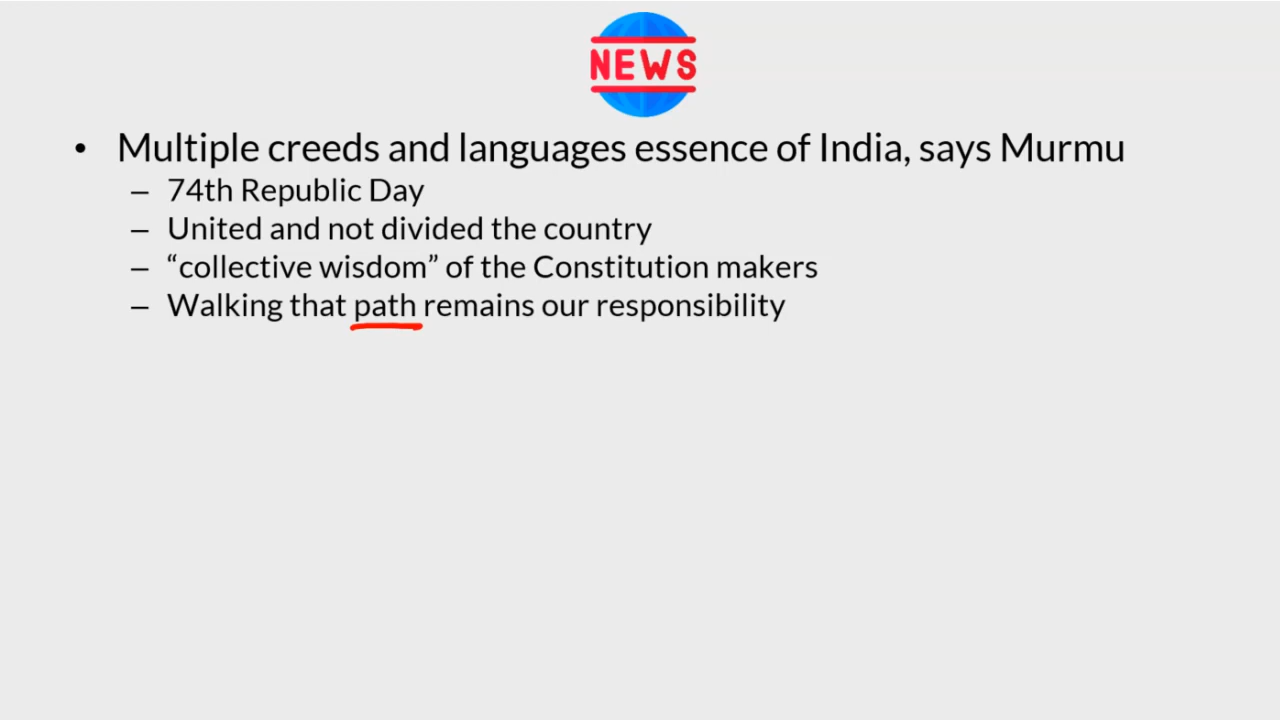 NEWS
• Multiple creeds and languages essence of India, says Murmu
– 74th Republic Day
– United and not divided the country
– “collective wisdom” of the Constitution makers
– Walking that path remains our responsibility